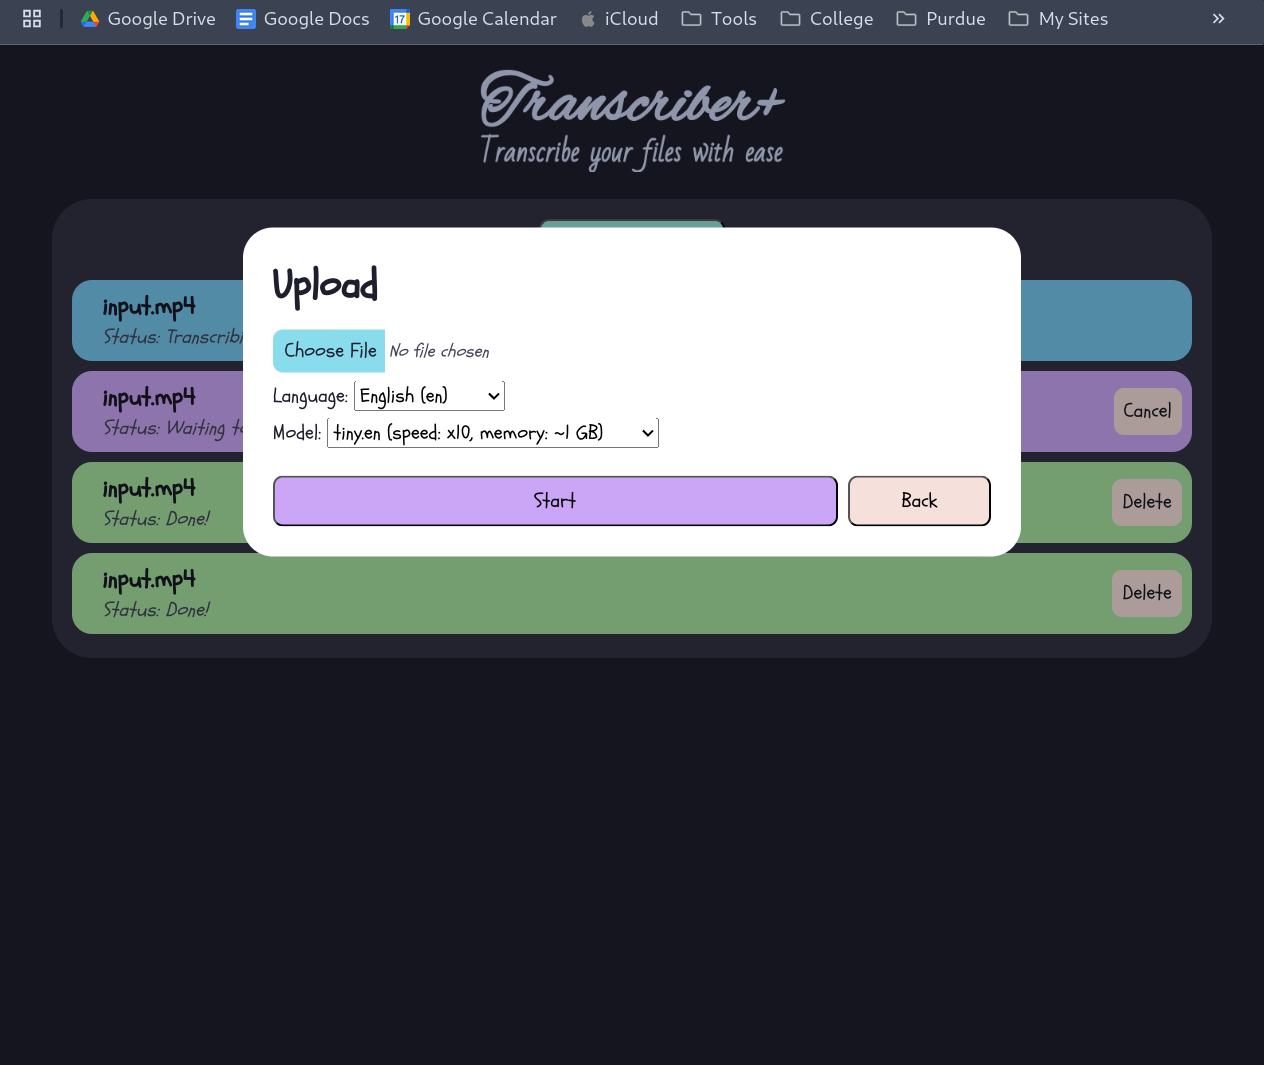 Google Drive Google Docs Google Calendar iCloud Tools College Purdue My Sites »
Transcriber+
Transcribe your files with ease
Upload
Choose File No file chosen
Language: English (en)
Model: tiny.en (speed: x10, memory: ~1 GB)
Start Back
input.mp4
Status: Transcribi
input.mp4
Status: Waiting to
Cancel
input.mp4
Status: Done!
Delete
input.mp4
Status: Done!
Delete